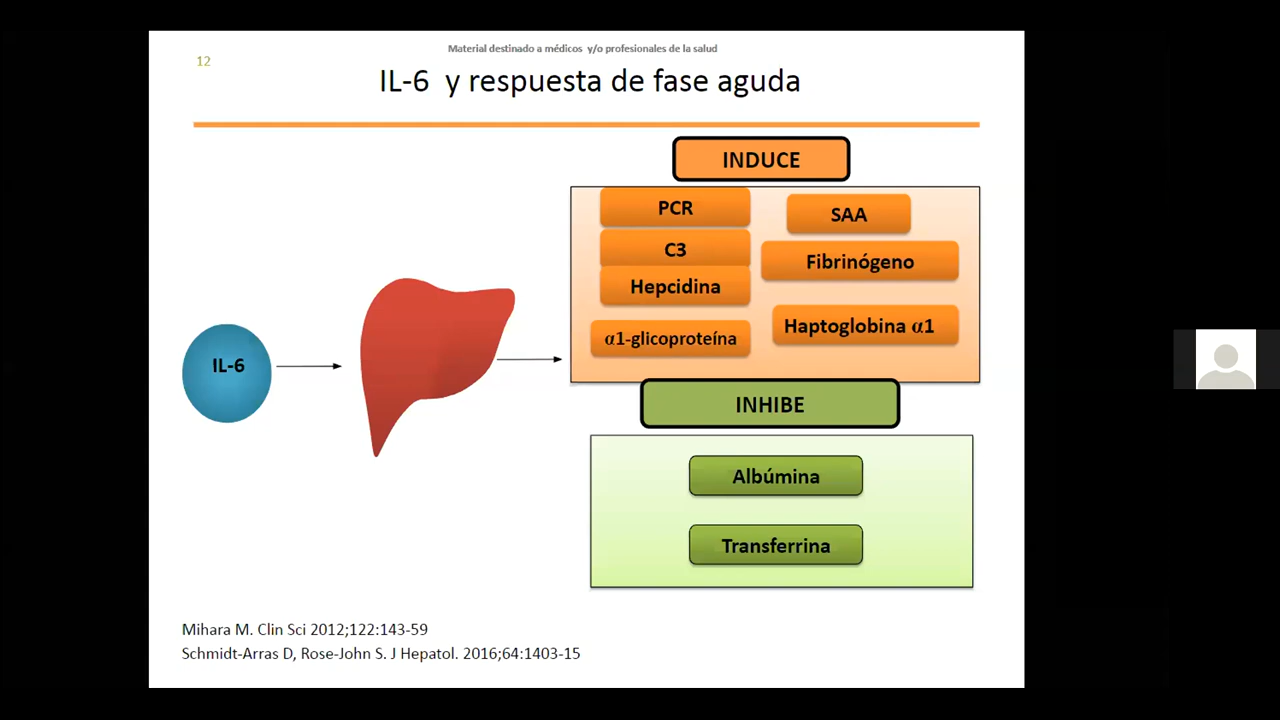 Material destinado a médicos y/o profesionales de la salud
12
IL-6 y respuesta de fase aguda
INDUCE
PCR
SAA
C3
Fibrinógeno
Hepcidina
Haptoglobina α1
α1-glicoproteína
IL-6
INHIBE
Albúmina
Transferrina
Mihara M. Clin Sci 2012;122:143-59
Schmidt-Arras D, Rose-John S. J Hepatol. 2016;64:1403-15